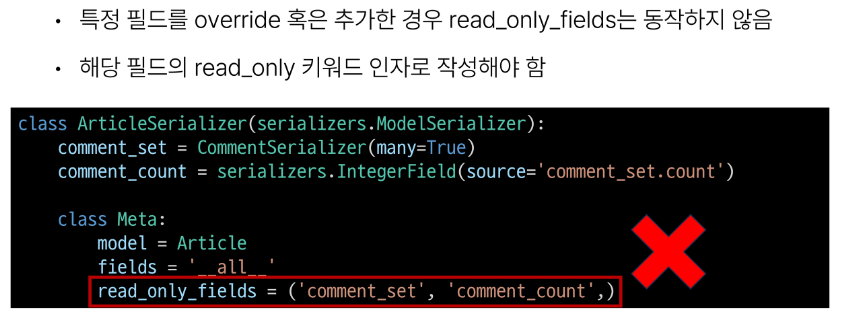 • 특정 필드를 override 혹은 추가한 경우 read_only_fields는 동작하지 않음
• 해당 필드의 read_only 키워드 인자로 작성해야 함
class ArticleSerializer(serializers.ModelSerializer):
    comment_set = CommentSerializer(many=True)
    comment_count = serializers.IntegerField(source='comment_set.count')
    class Meta:
        model = Article
        fields = '__all__'
        read_only_fields = ('comment_set', 'comment_count',)